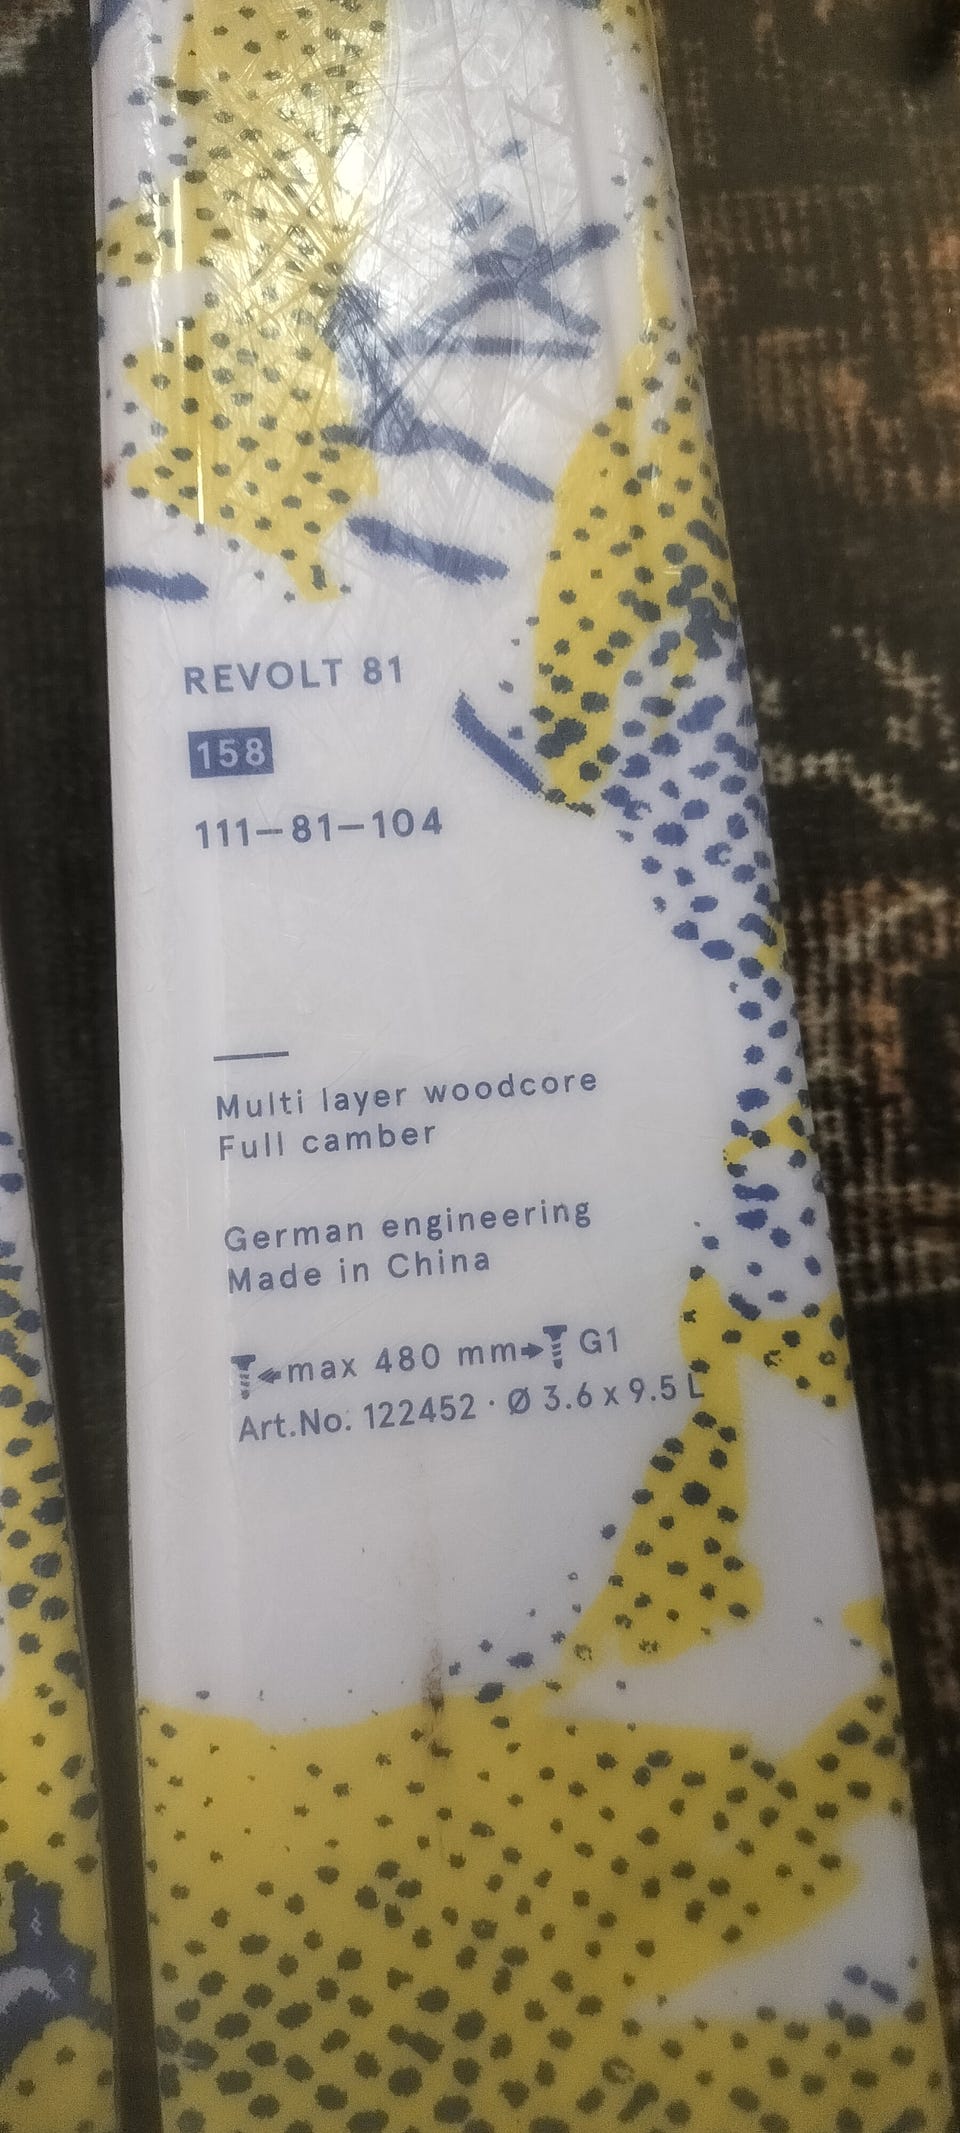 REVOLT 81
158
111–81–104
Multi layer woodcore
Full camber
German engineering
Made in China
max 480 mm G1
Art.No. 122452 · Ø 3.6 x 9.5 L